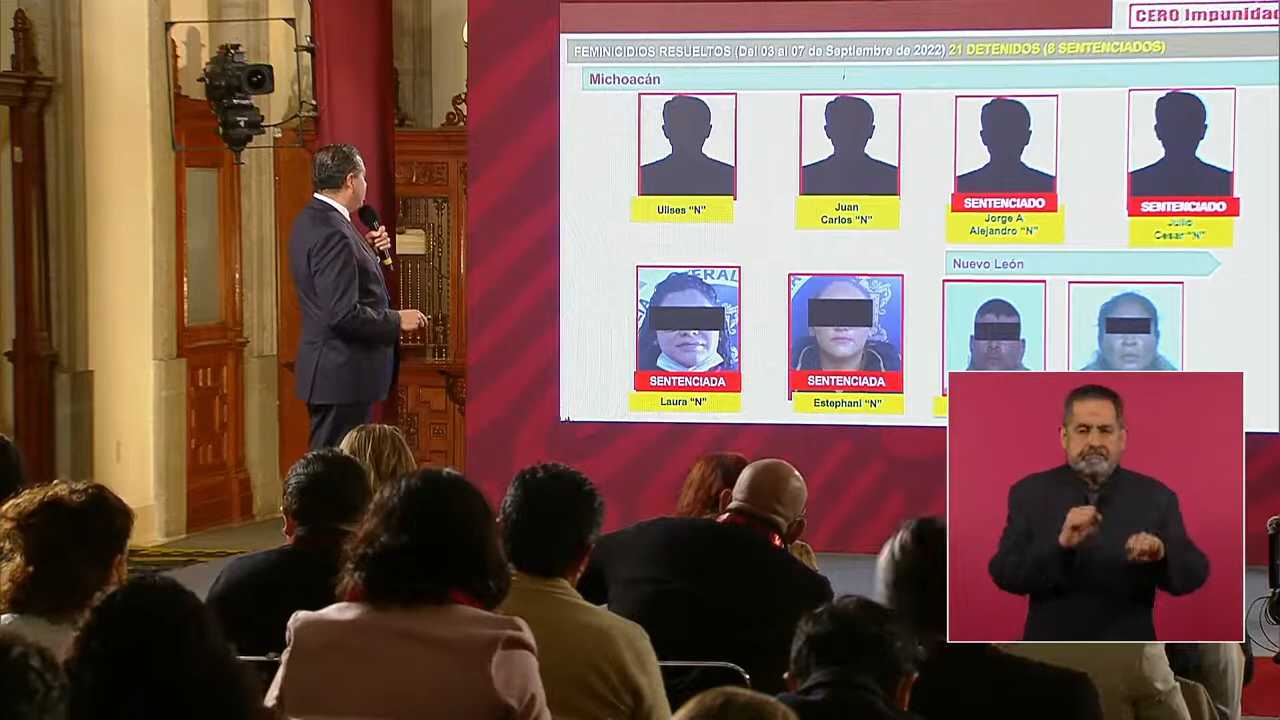 CERO Impunidad
FEMINICIDIOS RESUELTOS (Del 03 al 07 de Septiembre de 2022) 21 DETENIDOS (6 SENTENCIADOS)
Michoacán
Ulises “N”
Juan
Carlos “N”
SENTENCIADO
Jorge A
Alejandro “N”
SENTENCIADO
Julio
Cesar “N”
Nuevo León
SENTENCIADA
Laura “N”
SENTENCIADA
Estephani “N”